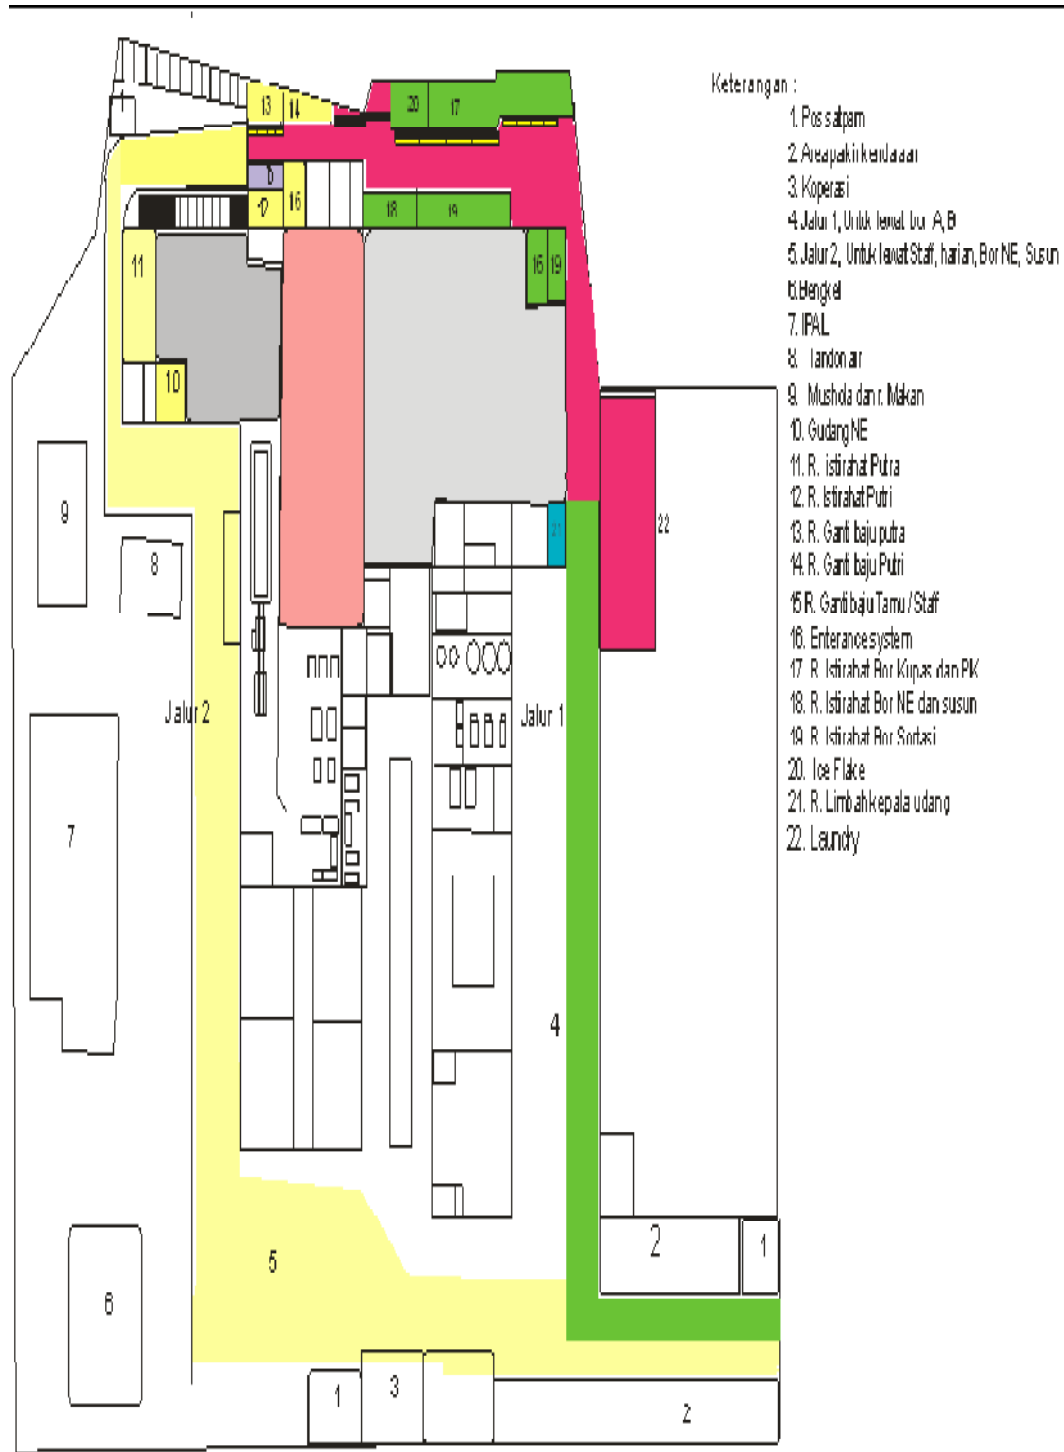 Keterangan :
1. Pos satpam
2. Area parkir kendaraan
3. Koperasi
4. Jalur 1, Untuk lewat bor A, B
5. Jalur 2, Untuk lewat Staff, harian, Bor NE, Susun
6. Bengkel
7. IPAL
8. Tandon air
9. Mushola dan r. Makan
10. Gudang NE
11. R. istirahat Putra
12. R. Istirahat Putri
13. R. Ganti baju putra
14. R. Ganti baju Putri
15 R. Ganti baju Tamu / Staff
16. Enterance system
17. R. Istirahat Bor Kupas dan PK
18. R. Istirahat Bor NE dan susun
19. R. Istirahat Bor Sortasi
20. Ice Flake
21. R. Limbah kepala udang
22. Laundry
13 14
20 17
12 16
18 19
11
15 19
10
9
8
21
22
Jalur 2
Jalur 1
7
4
5
2
1
6
1
3
2